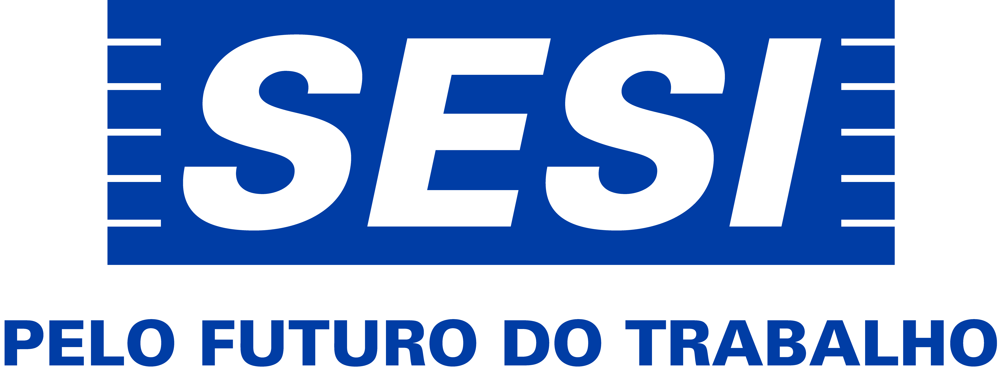 SESI
PELO FUTURO DO TRABALHO